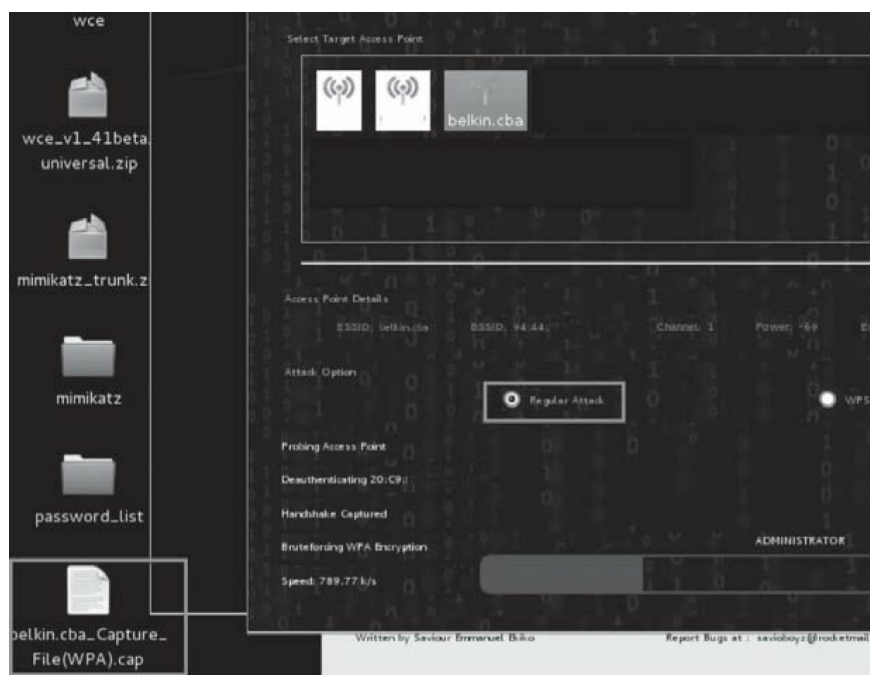 wce
wce_v1_41beta.
universal.zip
mimikatz_trunk.z
mimikatz
password_list
belkin.cba_Capture_
File(WPA).cap
Select Target Access Point
belkin.cba
Access Point Details
ESSID: belkin.cba BSSID: 94:44: Channel: 1 Power: -69 E
Attack Option
Regular Attack WPS
Probing Access Point
Deauthenticating 20:C9:
Handshake Captured
Bruteforcing WPA Encryption
ADMINISTRATOR
Speed: 789.77 k/s
Written by Saviour Emmanuel Ekiko Report Bugs at : savioboyz@rocketmail